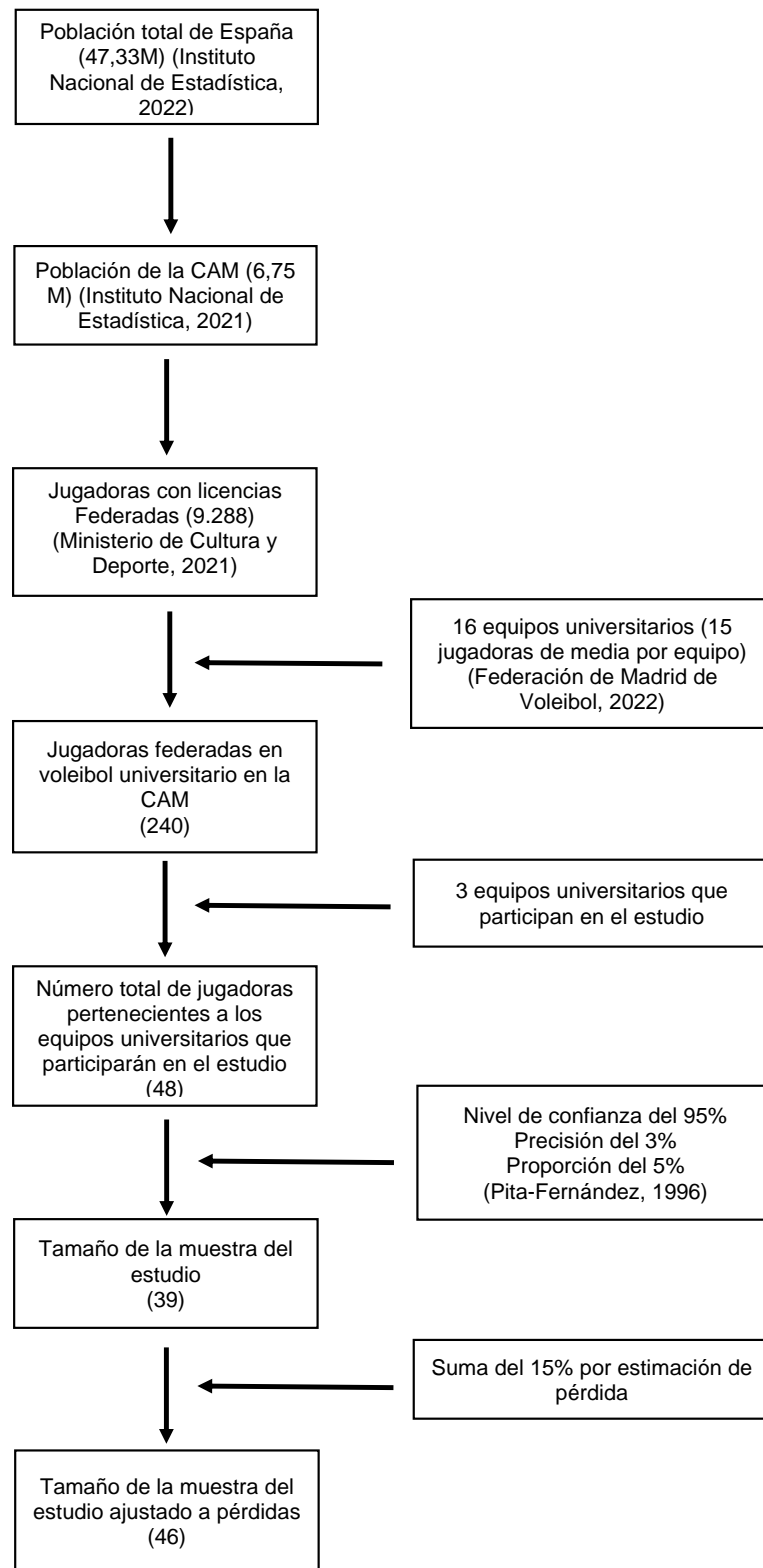 Población total de España
(47,33M) (Instituto
Nacional de Estadística,
2022)
Población de la CAM (6,75
M) (Instituto Nacional de
Estadística, 2021)
Jugadoras con licencias
Federadas (9.288)
(Ministerio de Cultura y
Deporte, 2021)
16 equipos universitarios (15
jugadoras de media por equipo)
(Federación de Madrid de
Voleibol, 2022)
Jugadoras federadas en
voleibol universitario en la
CAM
(240)
3 equipos universitarios que
participan en el estudio
Número total de jugadoras
pertenecientes a los
equipos universitarios que
participarán en el estudio
(48)
Nivel de confianza del 95%
Precisión del 3%
Proporción del 5%
(Pita-Fernández, 1996)
Tamaño de la muestra del
estudio
(39)
Suma del 15% por estimación de
pérdida
Tamaño de la muestra del
estudio ajustado a pérdidas
(46)